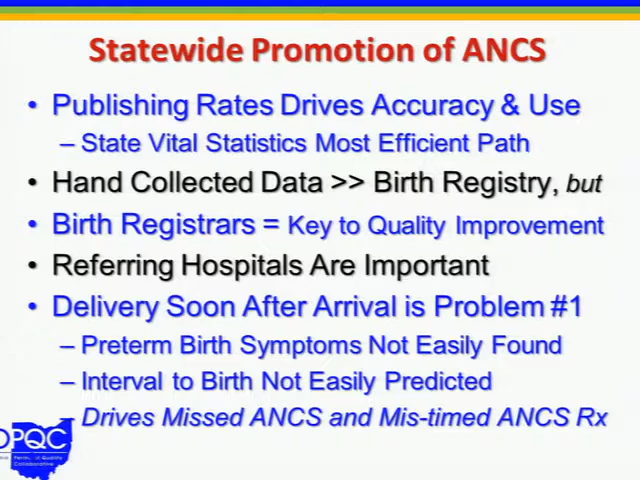 Statewide Promotion of ANCS
• Publishing Rates Drives Accuracy & Use
– State Vital Statistics Most Efficient Path
• Hand Collected Data >> Birth Registry, but
• Birth Registrars = Key to Quality Improvement
• Referring Hospitals Are Important
• Delivery Soon After Arrival is Problem #1
– Preterm Birth Symptoms Not Easily Found
– Interval to Birth Not Easily Predicted
– Drives Missed ANCS and Mis-timed ANCS Rx
OPQC
Quality
Collaborative